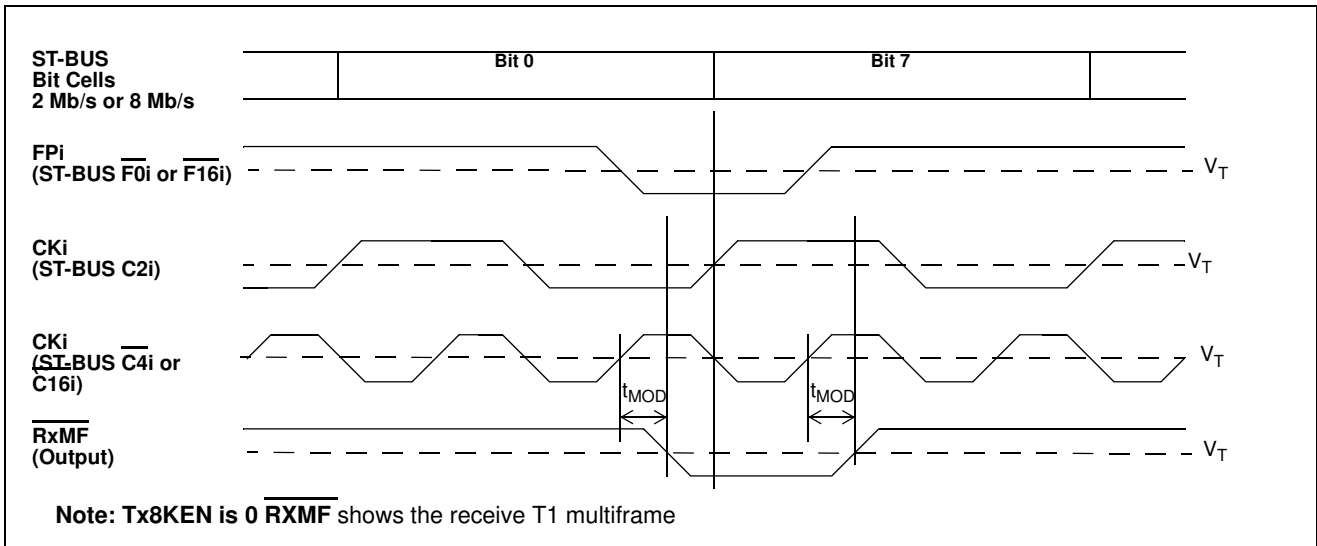 ST-BUS
Bit Cells
2 Mb/s or 8 Mb/s
Bit 0
Bit 7
FPi
(ST-BUS F0i or F16i)
VT
CKi
(ST-BUS C2i)
VT
CKi
(ST-BUS C4i or
C16i)
VT
tMOD
tMOD
RxMF
(Output)
VT
Note: Tx8KEN is 0 RXMF shows the receive T1 multiframe